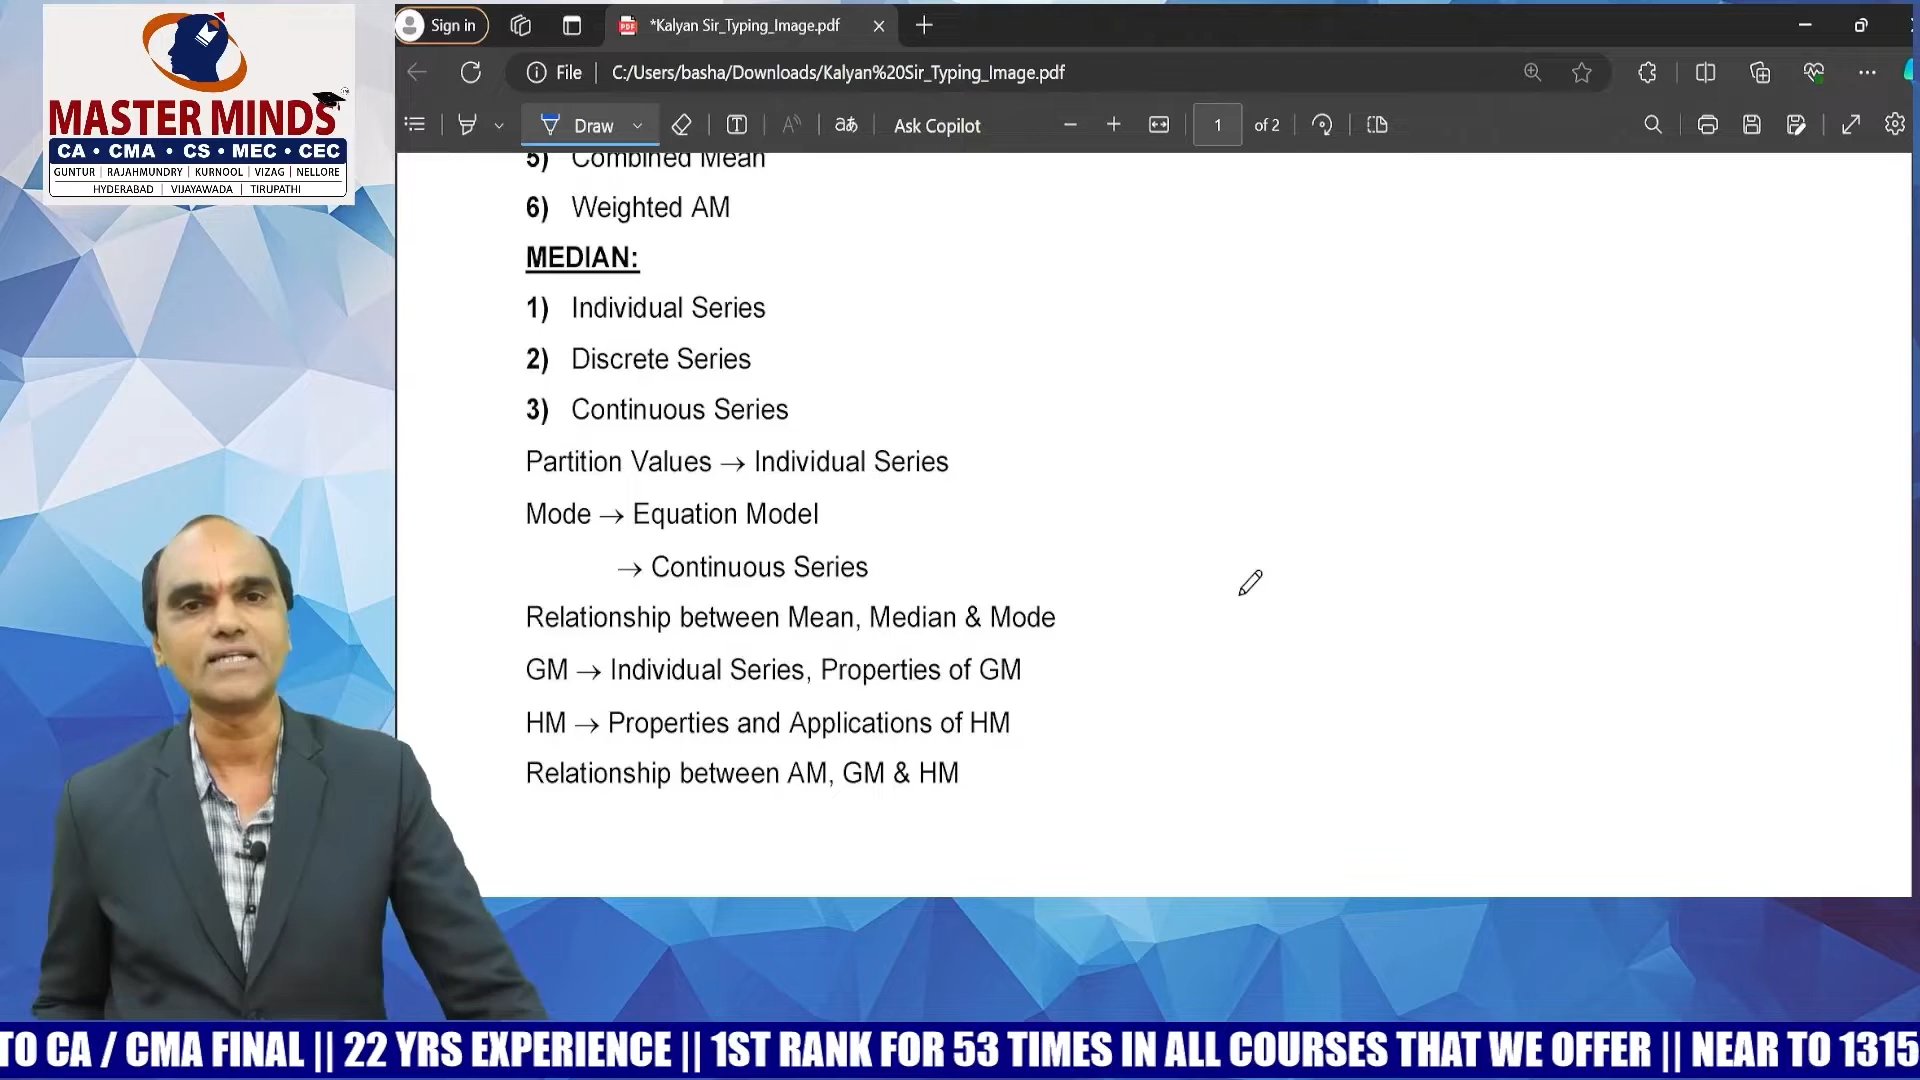 MASTER MINDS
CA • CMA • CS • MEC • CEC
GUNTUR | RAJAHMUNDRY | KURNOOL | VIZAG | NELLORE
HYDERABAD | VIJAYAWADA | TIRUPATHI
Sign in
*Kalyan Sir_Typing_Image.pdf
File
C:/Users/basha/Downloads/Kalyan%20Sir_Typing_Image.pdf
Draw
Ask Copilot
1 of 2
5) Combined Mean
6) Weighted AM
MEDIAN:
1) Individual Series
2) Discrete Series
3) Continuous Series
Partition Values → Individual Series
Mode → Equation Model
→ Continuous Series
Relationship between Mean, Median & Mode
GM → Individual Series, Properties of GM
HM → Properties and Applications of HM
Relationship between AM, GM & HM
TO CA / CMA FINAL || 22 YRS EXPERIENCE || 1ST RANK FOR 53 TIMES IN ALL COURSES THAT WE OFFER || NEAR TO 1315